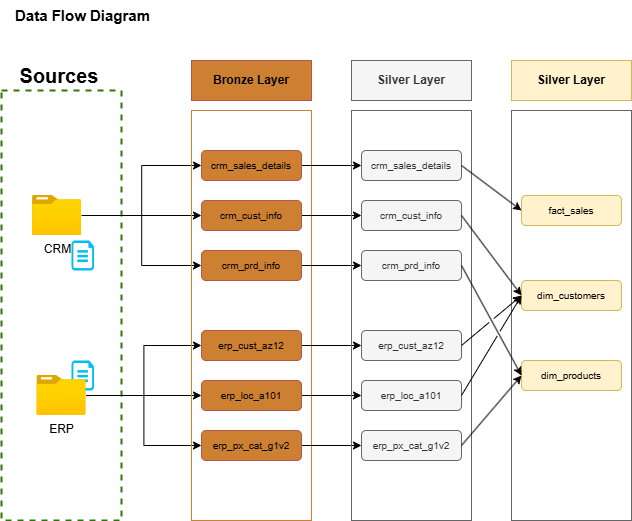 Data Flow Diagram
Sources
Bronze Layer
Silver Layer
Silver Layer
crm_sales_details
crm_sales_details
crm_cust_info
crm_cust_info
fact_sales
CRM
crm_prd_info
crm_prd_info
dim_customers
erp_cust_az12
erp_cust_az12
dim_products
erp_loc_a101
erp_loc_a101
ERP
erp_px_cat_g1v2
erp_px_cat_g1v2